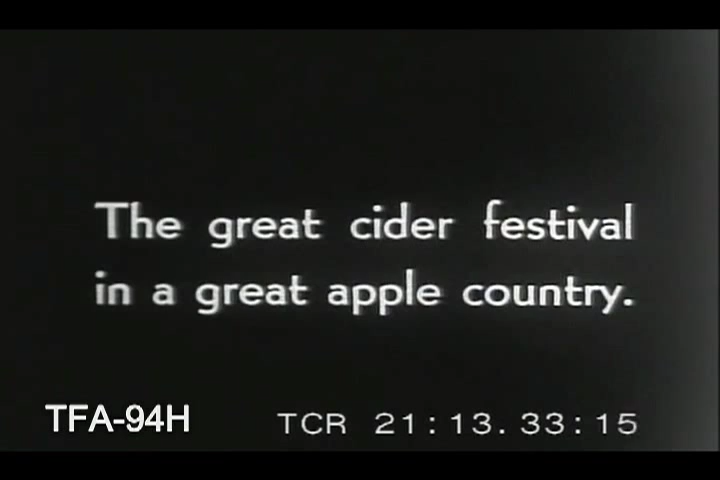 The great cider festival
in a great apple country.
TFA-94H TCR 21:13.33:15